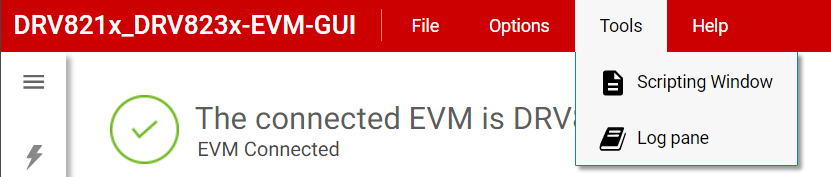 DRV821x_DRV823x-EVM-GUI File Options Tools Help
Scripting Window
The connected EVM is
EVM Connected
Log pane